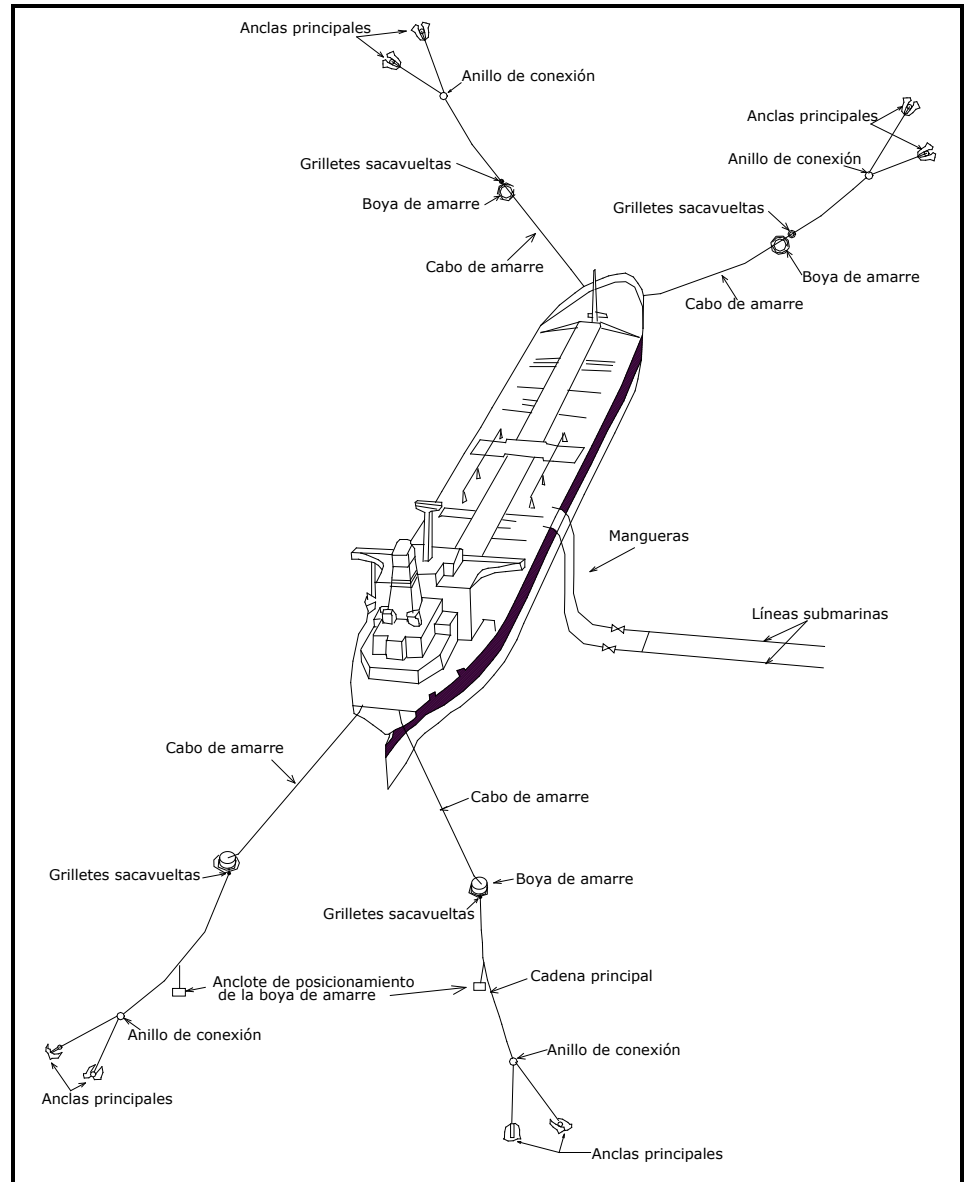 Anclas principales
Anillo de conexión
Anclas principales
Anillo de conexión
Grilletes sacavueltas
Boya de amarre
Grilletes sacavueltas
Cabo de amarre
Boya de amarre
Cabo de amarre
Mangueras
Líneas submarinas
Cabo de amarre
Cabo de amarre
Grilletes sacavueltas
Boya de amarre
Grilletes sacavueltas
Anclote de posicionamiento
de la boya de amarre
Cadena principal
Anillo de conexión
Anillo de conexión
Anclas principales
Anclas principales